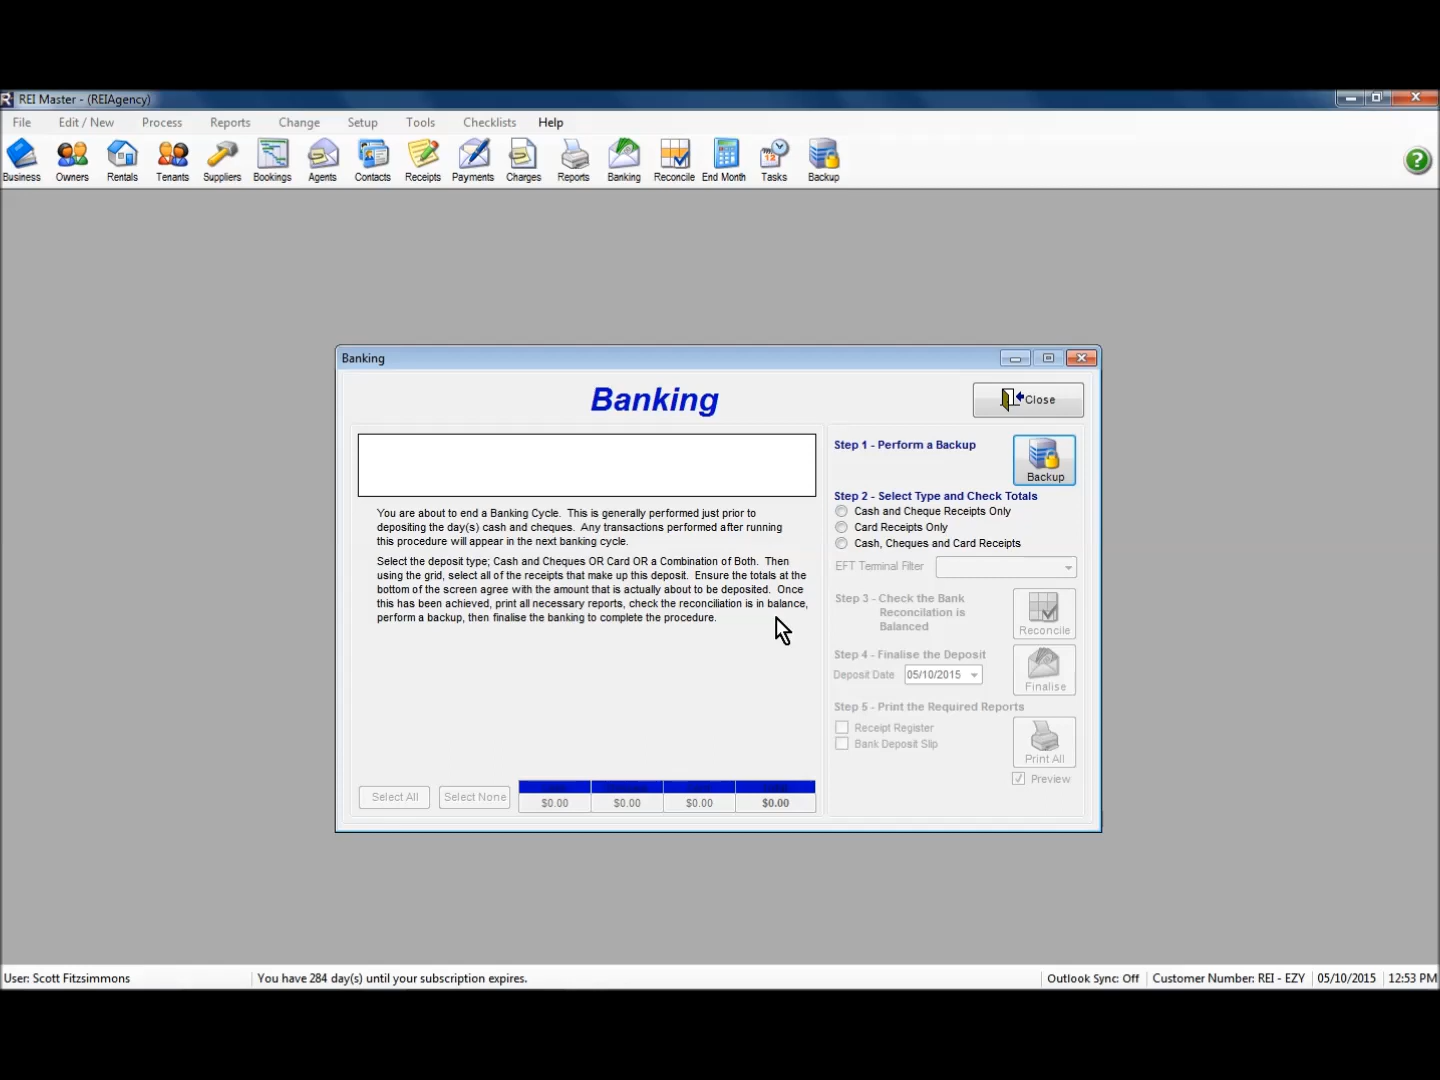 REI Master - (REIAgency)
File Edit / New Process Reports Change Setup Tools Checklists Help
Business Owners Rentals Tenants Suppliers Bookings Agents Contacts Receipts Payments Charges Reports Banking Reconcile End Month Tasks Backup
Banking
Banking
Close
You are about to end a Banking Cycle. This is generally performed just prior to
depositing the day(s) cash and cheques. Any transactions performed after running
this procedure will appear in the next banking cycle.
Select the deposit type; Cash and Cheques OR Card OR a Combination of Both. Then
using the grid, select all of the receipts that make up this deposit. Ensure the totals at the
bottom of the screen agree with the amount that is actually about to be deposited. Once
this has been achieved, print all necessary reports, check the reconciliation is in balance,
perform a backup, then finalise the banking to complete the procedure.
Select All
Select None
$0.00 $0.00 $0.00 $0.00
Step 1 - Perform a Backup
Backup
Step 2 - Select Type and Check Totals
Cash and Cheque Receipts Only
Card Receipts Only
Cash, Cheques and Card Receipts
EFT Terminal Filter
Step 3 - Check the Bank
Reconcilation is
Balanced
Reconcile
Step 4 - Finalise the Deposit
Deposit Date 05/10/2015
Finalise
Step 5 - Print the Required Reports
Receipt Register
Bank Deposit Slip
Print All
Preview
User: Scott Fitzsimmons
You have 284 day(s) until your subscription expires.
Outlook Sync: Off
Customer Number: REI - EZY
05/10/2015
12:53 PM